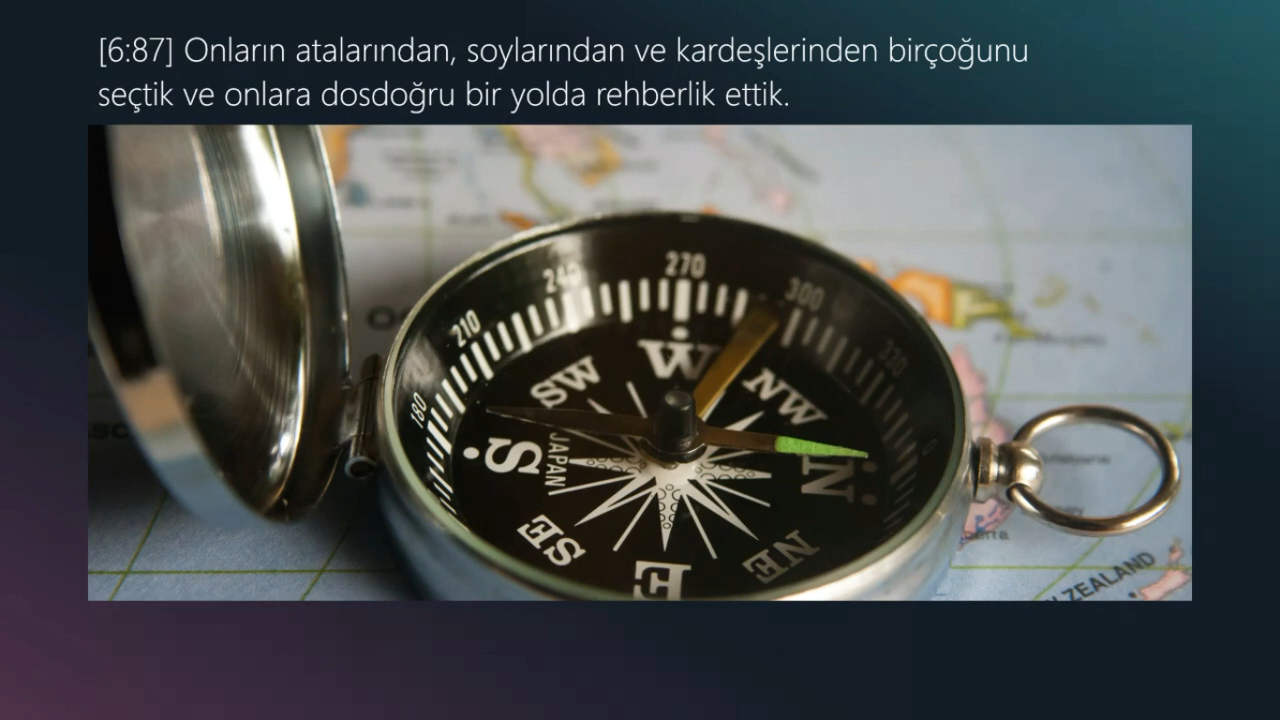 [6:87] Onların atalarından, soylarından ve kardeşlerinden birçoğunu
seçtik ve onlara dosdoğru bir yolda rehberlik ettik.
270
240
300
210
330
180
W
SW
NW
S
JAPAN
N
SE
NE
E
ZEALAND